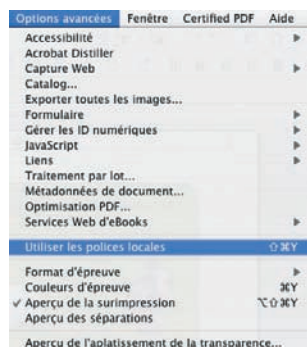 Options avancées Fenêtre Certified PDF Aide
Accessibilité
Acrobat Distiller
Capture Web
Catalog...
Exporter toutes les images...
Formulaire
Gérer les ID numériques
JavaScript
Liens
Traitement par lot...
Métadonnées de document...
Optimisation PDF...
Services Web d'eBooks
Utiliser les polices locales ⇧⌘Y
Format d'épreuve
Couleurs d'épreuve ⌘Y
✓ Aperçu de la surimpression ⌥⇧⌘Y
Aperçu des séparations
Aperçu de l'aplatissement de la transparence...